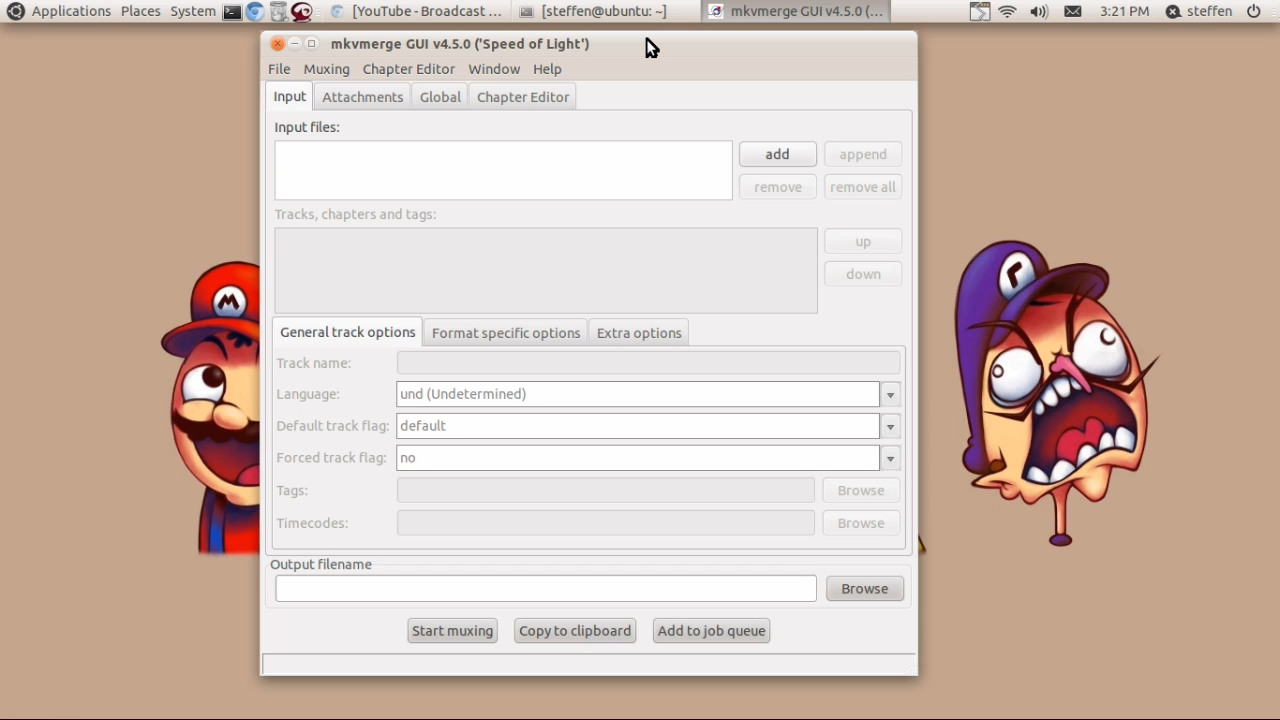 Applications Places System [YouTube - Broadcast ... [steffen@ubuntu: ~] mkvmerge GUI v4.5.0 (... 3:21 PM steffen
mkvmerge GUI v4.5.0 ('Speed of Light')
File Muxing Chapter Editor Window Help
Input Attachments Global Chapter Editor
Input files:
add append
remove remove all
Tracks, chapters and tags:
up
down
General track options Format specific options Extra options
Track name:
Language: und (Undetermined)
Default track flag: default
Forced track flag: no
Tags: Browse
Timecodes: Browse
Output filename
Browse
Start muxing Copy to clipboard Add to job queue
M